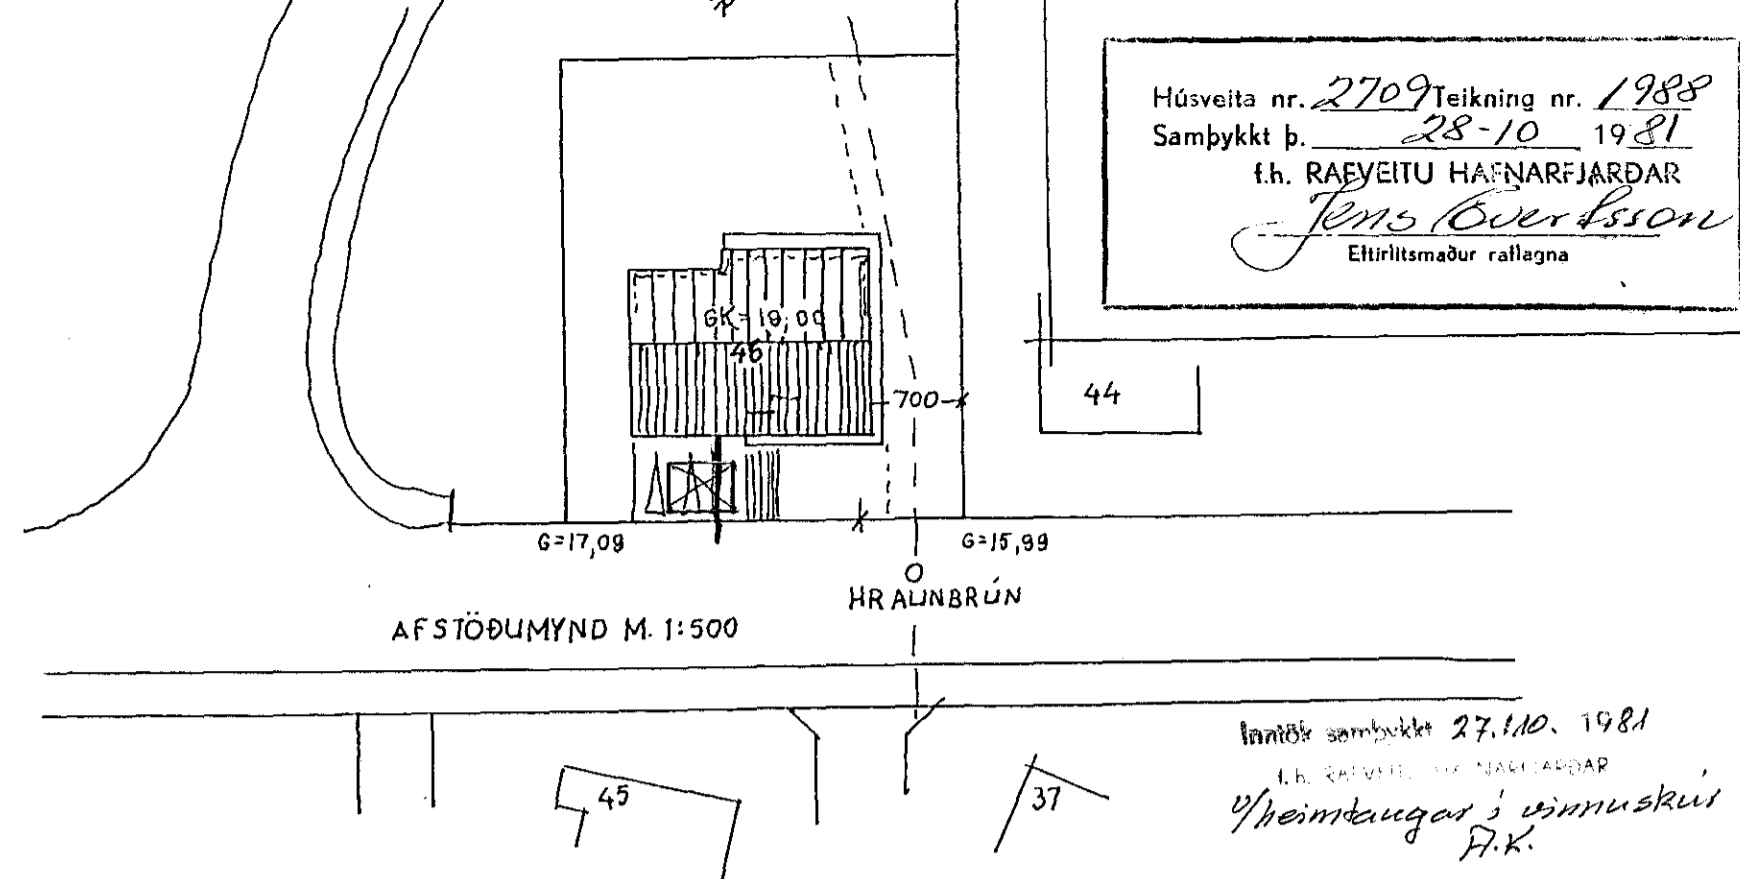 Húsveita nr. 2709 Teikning nr. 1988
Samþykkt þ. 28-10 1981
f.h. RAFVEITU HAFNARFJARÐAR
Jens
Eftirlitsmaður raflagna
GK=19,00
46
700
44
G=17,09
G=15,99
HRAUNBRÚN
AFSTÖÐUMYND M. 1:500
45
37
Inntök samþykkt 27.10. 1981
f.h. RAFVEITU HAFNARFJARÐAR
v/heimtaugar í vinnuskúr
A.K.